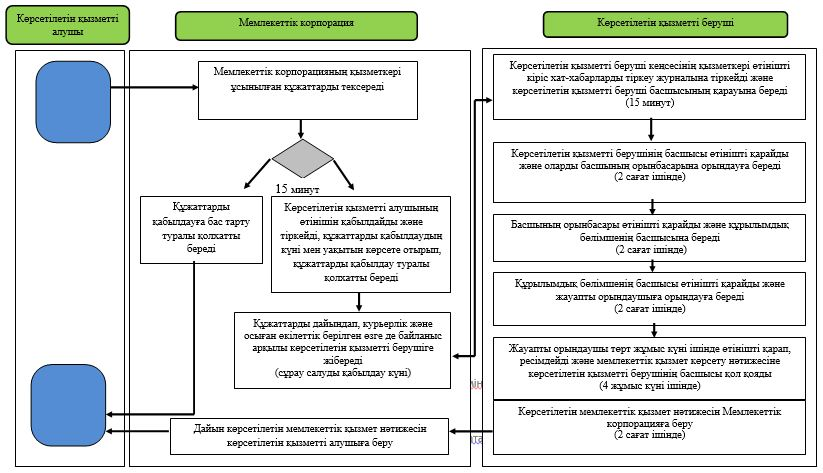 Көрсетілетін қызметті
алушы
Мемлекеттік корпорация
Көрсетілетін қызметті беруші
Мемлекеттік корпорацияның қызметкері
ұсынылған құжаттарды тексереді
15 минут
Құжаттарды
қабылдауға бас тарту
туралы қолхатты
береді
Көрсетілетін қызметті алушының
өтінішін қабылдайды және
тіркейді, құжаттарды қабылдаудың
күні мен уақытын көрсете отырып,
құжаттарды қабылдау туралы
қолхатты береді
Құжаттарды дайындап, курьерлік және
осыған өкілеттік берілген өзге де байланыс
арқылы көрсетілетін қызметті берушіге
жібереді
(сұрау салуды қабылдау күні)
Дайын көрсетілетін мемлекеттік қызмет нәтижесін
көрсетілетін қызметті алушыға беру
Көрсетілетін қызметті беруші кеңсесінің қызметкері өтінішті
кіріс хат-хабарларды тіркеу журналына тіркейді және
көрсетілетін қызметті беруші басшысының қарауына береді
(15 минут)
Көрсетілетін қызметті берушінің басшысы өтінішті қарайды
және оларды басшының орынбасарына орындауға береді
(2 сағат ішінде)
Басшының орынбасары өтінішті қарайды және құрылымдық
бөлімшенің басшысына береді
(2 сағат ішінде)
Құрылымдық бөлімшенің басшысы өтінішті қарайды және
жауапты орындаушыға орындауға береді
(2 сағат ішінде)
Жауапты орындаушы төрт жұмыс күні ішінде өтінішті қарап,
ресімдейді және мемлекеттік қызмет көрсету нәтижесіне
көрсетілетін қызметті берушінің басшысы қол қояды
(4 жұмыс күні ішінде)
Көрсетілетін мемлекеттік қызмет нәтижесін Мемлекеттік
корпорацияға беру
(2 сағат ішінде)